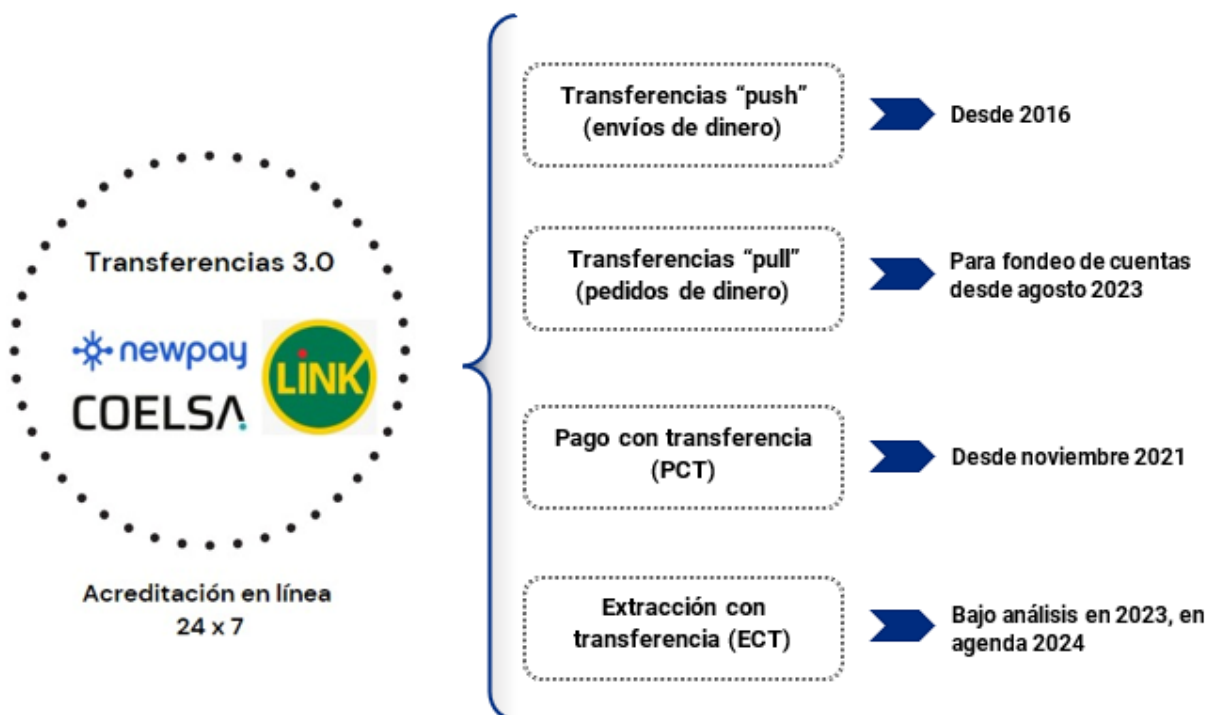 Transferencias 3.0
newpay
LINK
COELSA
Acreditación en línea
24 x 7
Transferencias “push”
(envíos de dinero)
Desde 2016
Transferencias “pull”
(pedidos de dinero)
Para fondeo de cuentas
desde agosto 2023
Pago con transferencia
(PCT)
Desde noviembre 2021
Extracción con
transferencia (ECT)
Bajo análisis en 2023, en
agenda 2024